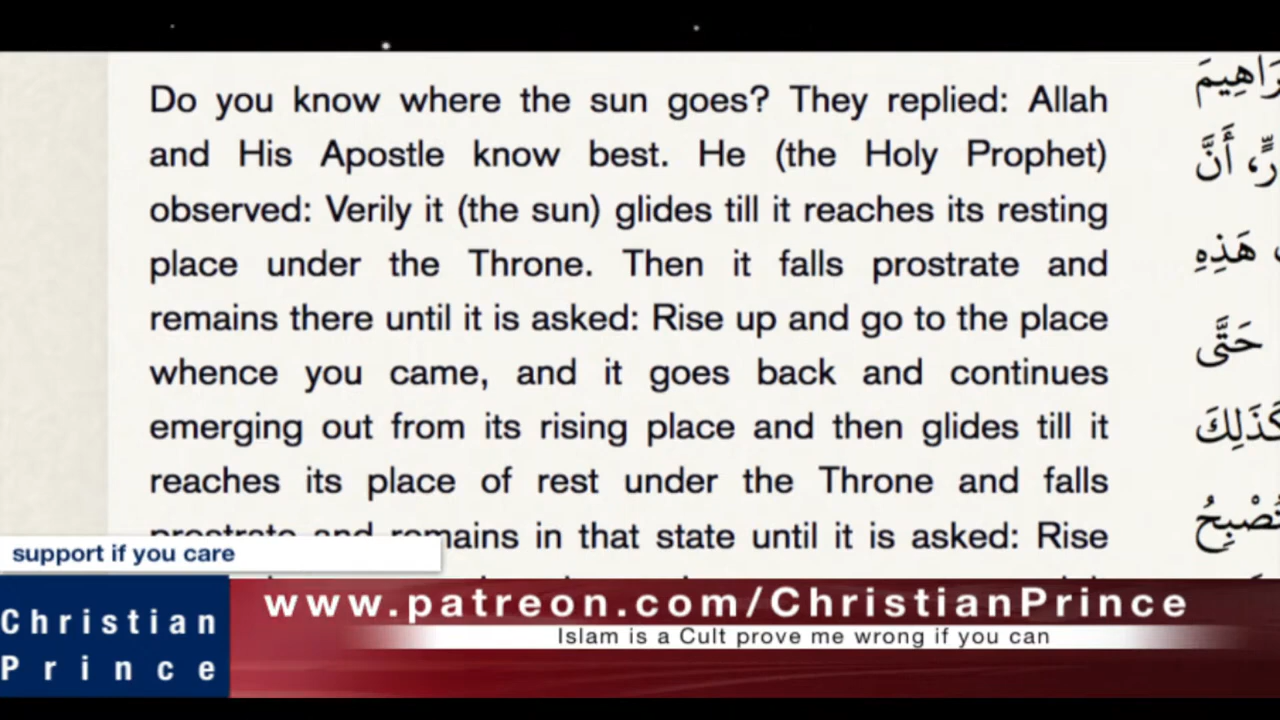 Do you know where the sun goes? They replied: Allah
and His Apostle know best. He (the Holy Prophet)
observed: Verily it (the sun) glides till it reaches its resting
place under the Throne. Then it falls prostrate and
remains there until it is asked: Rise up and go to the place
whence you came, and it goes back and continues
emerging out from its rising place and then glides till it
reaches its place of rest under the Throne and falls
prostrate and remains in that state until it is asked: Rise
أَنَّ
هَذِهِ
حَتَّى
support if you care
Christian
Prince
www.patreon.com/ChristianPrince
Islam is a Cult prove me wrong if you can